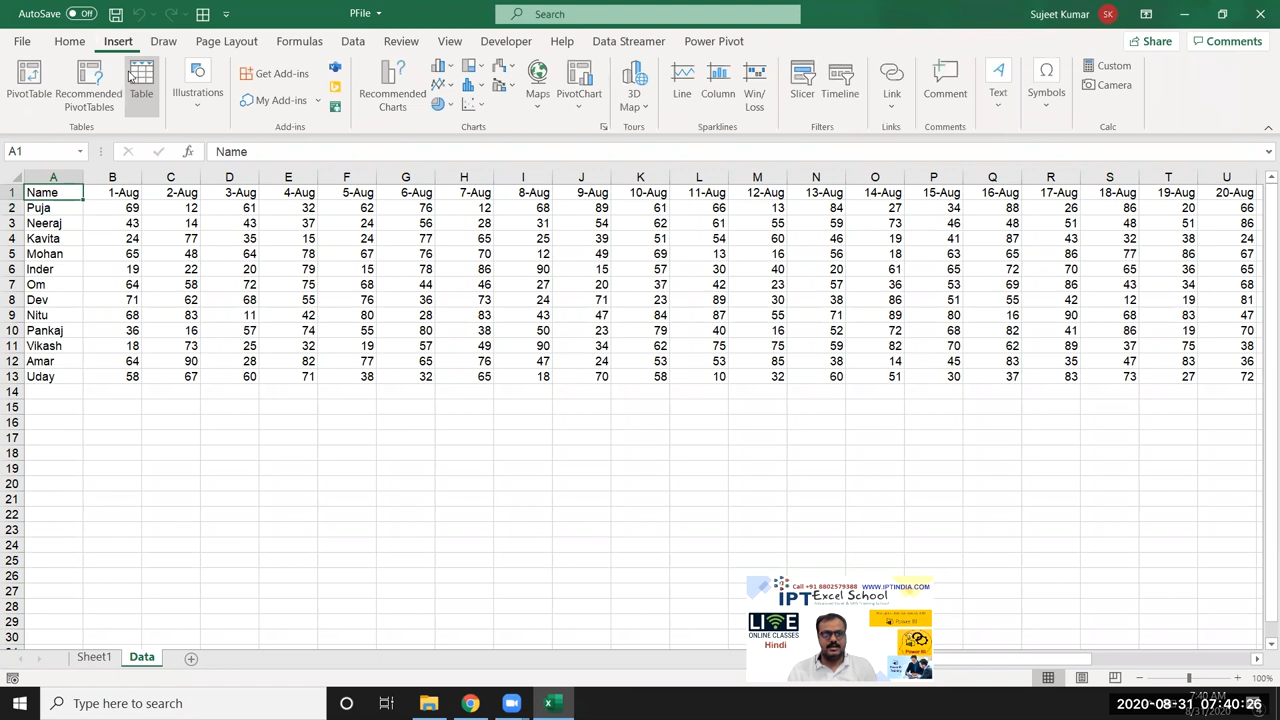 AutoSave Off PFile Search Sujeet Kumar SK
File Home Insert Draw Page Layout Formulas Data Review View Developer Help Data Streamer Power Pivot Share Comments
PivotTable Recommended PivotTables Table Illustrations Get Add-ins My Add-ins Recommended Charts Maps PivotChart 3D Map Line Column Win/Loss Slicer Timeline Link Comment Text Symbols Custom Camera
Tables Add-ins Charts Tours Sparklines Filters Links Comments Calc
A1 fx Name
A B C D E F G H I J K L M N O P Q R S T U
1 Name 1-Aug 2-Aug 3-Aug 4-Aug 5-Aug 6-Aug 7-Aug 8-Aug 9-Aug 10-Aug 11-Aug 12-Aug 13-Aug 14-Aug 15-Aug 16-Aug 17-Aug 18-Aug 19-Aug 20-Aug
2 Puja 69 12 61 32 62 76 12 68 89 61 66 13 84 27 34 88 26 86 20 66
3 Neeraj 43 14 43 37 24 56 28 31 54 62 61 55 59 73 46 48 51 48 51 86
4 Kavita 24 77 35 15 24 77 65 25 39 51 54 60 46 19 41 87 43 32 38 24
5 Mohan 65 48 64 78 67 76 70 12 49 69 13 16 56 18 63 65 86 77 86 67
6 Inder 19 22 20 79 15 78 86 90 15 57 30 40 20 61 65 72 70 65 36 65
7 Om 64 58 72 75 68 44 46 27 20 37 42 23 57 36 53 69 61 43 34 68
8 Dev 71 62 68 55 76 36 73 24 71 23 89 30 38 86 51 55 42 12 19 81
9 Nitu 68 83 11 42 80 28 83 43 47 84 87 55 71 89 80 16 90 68 83 47
10 Pankaj 36 16 57 74 55 80 38 50 23 79 40 16 52 72 68 82 41 86 19 70
11 Vikash 18 73 25 32 19 57 49 90 34 62 75 75 59 82 70 62 89 37 75 38
12 Amar 64 90 28 82 77 65 76 47 24 53 53 85 38 14 45 83 35 47 83 36
13 Uday 58 67 60 71 38 32 65 18 70 58 10 32 60 51 30 37 83 73 27 72
14
15
16
17
18
19
20
21
22
23
24
25
26
27
28
29
30
Call +91 8802579388 WWW.IPTINDIA.COM
IPT Excel School
LIVE
ONLINE CLASSES
Hindi
Power BI
Sheet1 Data
100%
Type here to search
7:40 AM
2020-08-31 07:40:26
8/31/2020